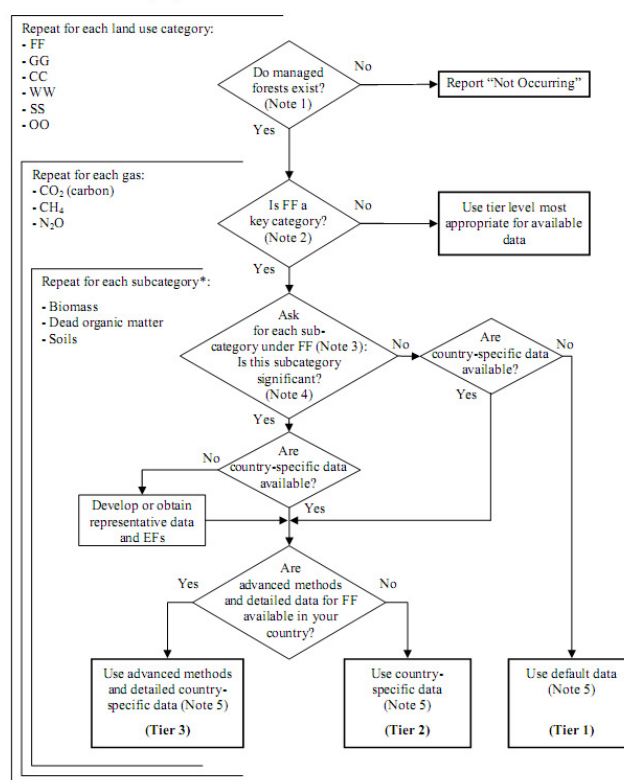 Repeat for each land use category:
- FF
- GG
- CC
- WW
- SS
- OO
Do managed
forests exist?
(Note 1)
No
Report “Not Occurring”
Yes
Repeat for each gas:
- CO₂ (carbon)
- CH₄
- N₂O
Is FF a
key category?
(Note 2)
No
Use tier level most
appropriate for available
data
Yes
Repeat for each subcategory*:
- Biomass
- Dead organic matter
- Soils
Ask
for each sub-
category under FF (Note 3):
Is this subcategory
significant?
(Note 4)
No
Are
country-specific data
available?
No
Yes
Yes
Are
country-specific data
available?
No
Develop or obtain
representative data
and EFs
Yes
Are
advanced methods
and detailed data for FF
available in your
country?
Yes
No
Use advanced methods
and detailed country-
specific data (Note 5)
(Tier 3)
Use country-
specific data
(Note 5)
(Tier 2)
Use default data
(Note 5)
(Tier 1)